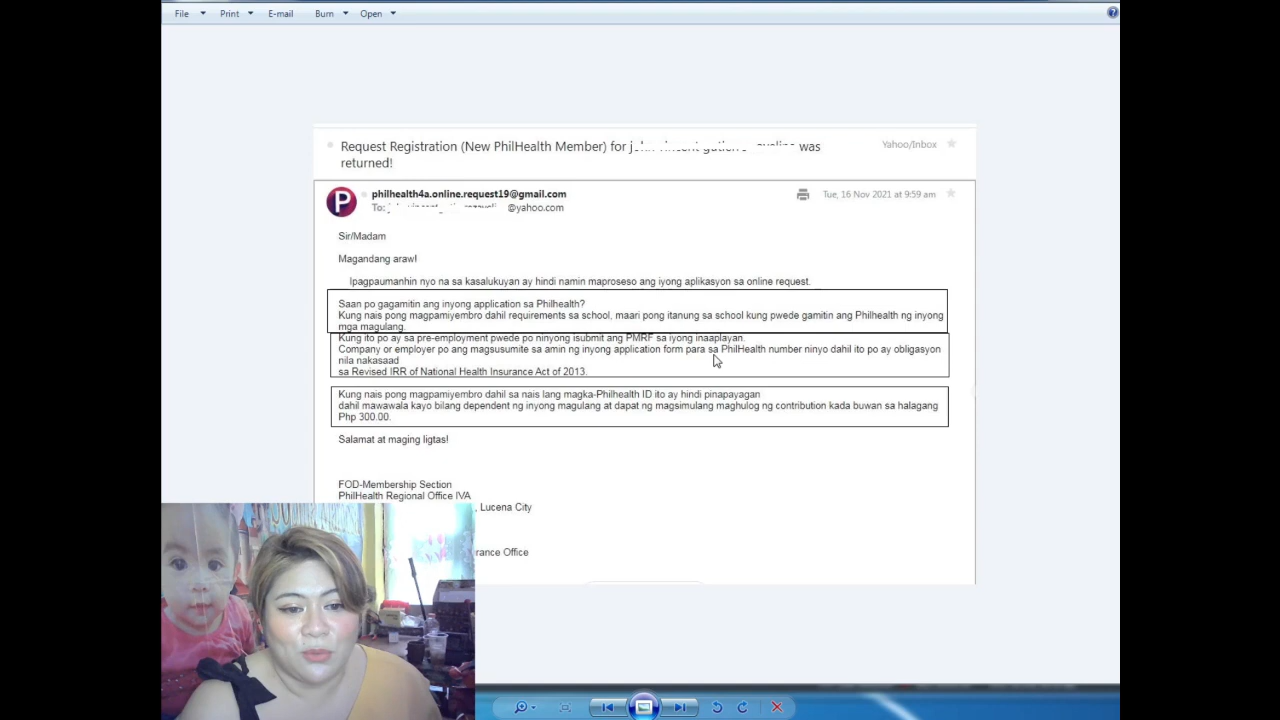 File Print E-mail Burn Open
Request Registration (New PhilHealth Member) for was
returned!
Yahoo/Inbox
philhealth4a.online.request19@gmail.com
Tue, 16 Nov 2021 at 9:59 am
To: @yahoo.com
Sir/Madam
Magandang araw!
Ipagpaumanhin nyo na sa kasalukuyan ay hindi namin maproseso ang iyong aplikasyon sa online request.
Saan po gagamitin ang inyong application sa Philhealth?
Kung nais pong magpamiyembro dahil requirements sa school, maari pong itanung sa school kung pwede gamitin ang Philhealth ng inyong
mga magulang.
Kung ito po ay sa pre-employment pwede po ninyong isubmit ang PMRF sa iyong inaaplayan.
Company or employer po ang magsusumite sa amin ng inyong application form para sa PhilHealth number ninyo dahil ito po ay obligasyon
nila nakasaad
sa Revised IRR of National Health Insurance Act of 2013.
Kung nais pong magpamiyembro dahil sa nais lang magka-Philhealth ID ito ay hindi pinapayagan
dahil mawawala kayo bilang dependent ng inyong magulang at dapat ng magsimulang maghulog ng contribution kada buwan sa halagang
Php 300.00.
Salamat at maging ligtas!
FOD-Membership Section
PhilHealth Regional Office IVA
, Lucena City
Office